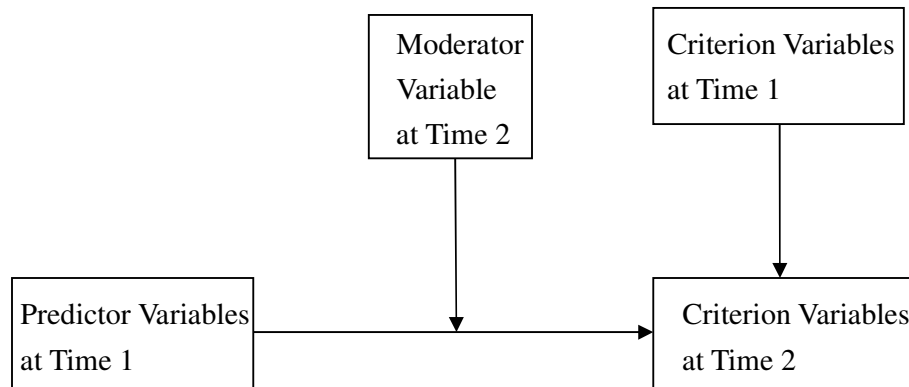 Moderator
Variable
at Time 2
Criterion Variables
at Time 1
Predictor Variables
at Time 1
Criterion Variables
at Time 2